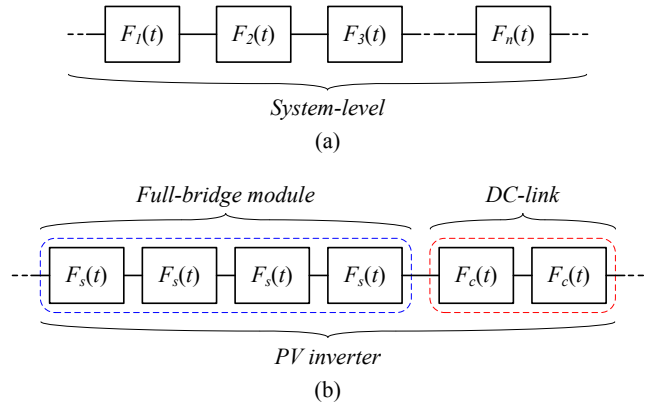 F1(t) F2(t) F3(t) Fn(t)
System-level
(a)
Full-bridge module DC-link
Fs(t) Fs(t) Fs(t) Fs(t) Fc(t) Fc(t)
PV inverter
(b)